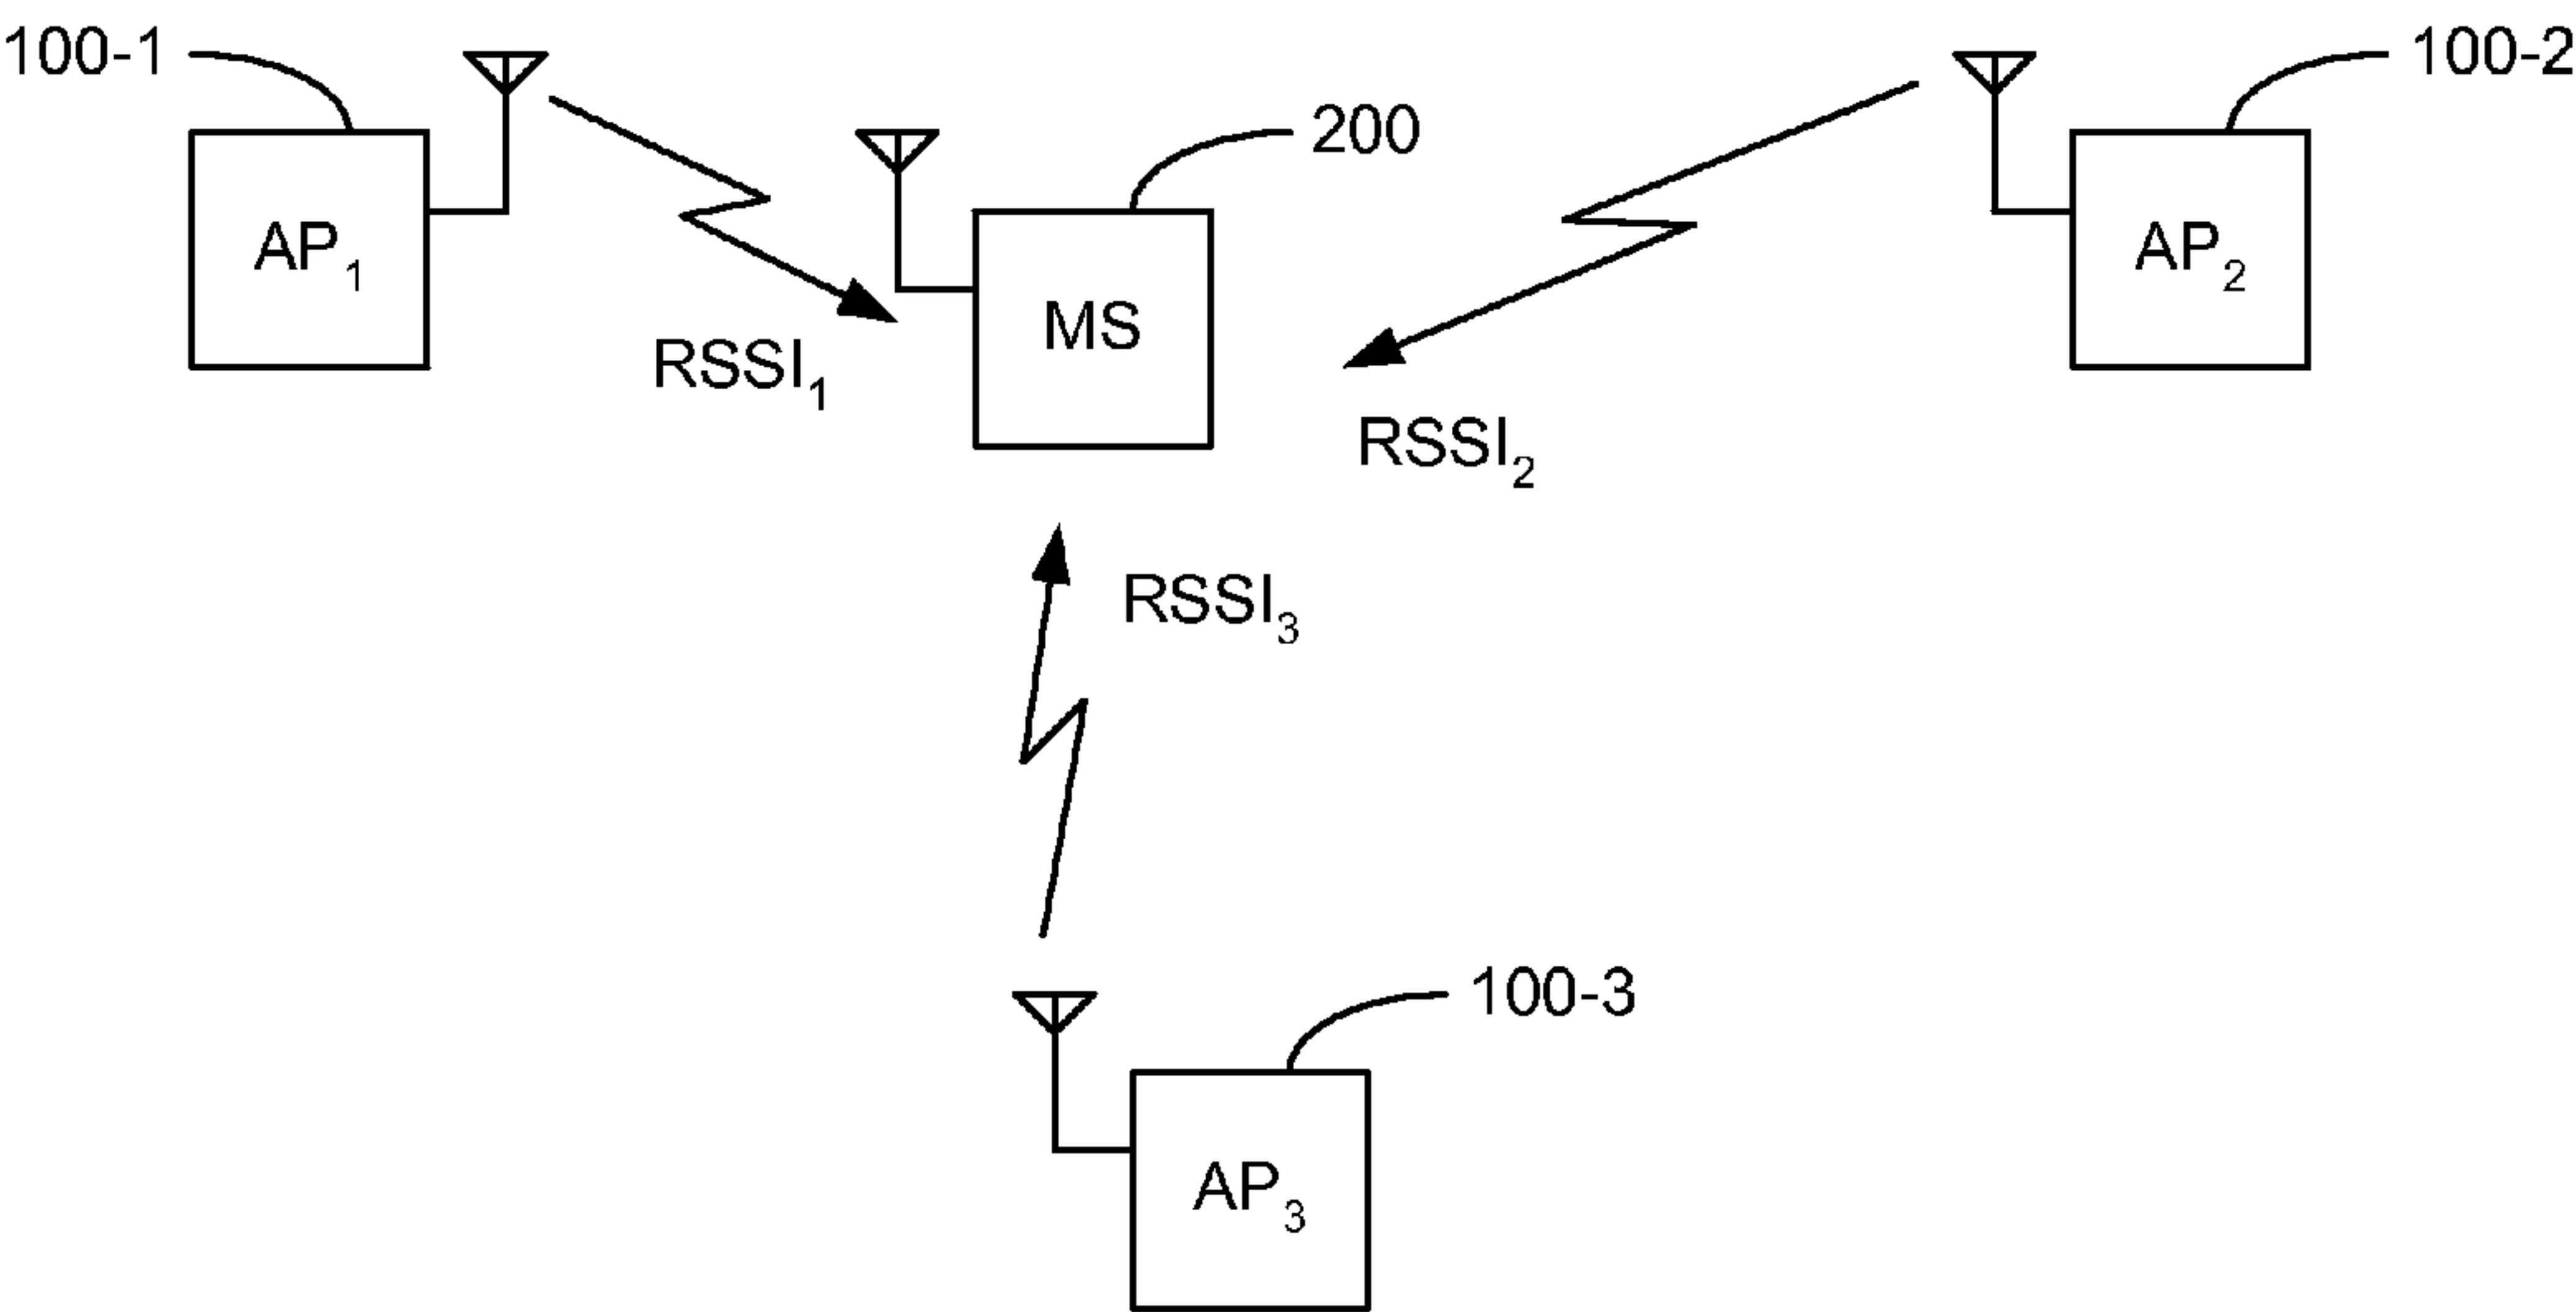 100-1
100-2
200
AP₁
MS
AP₂
RSSI₁
RSSI₂
RSSI₃
100-3
AP₃